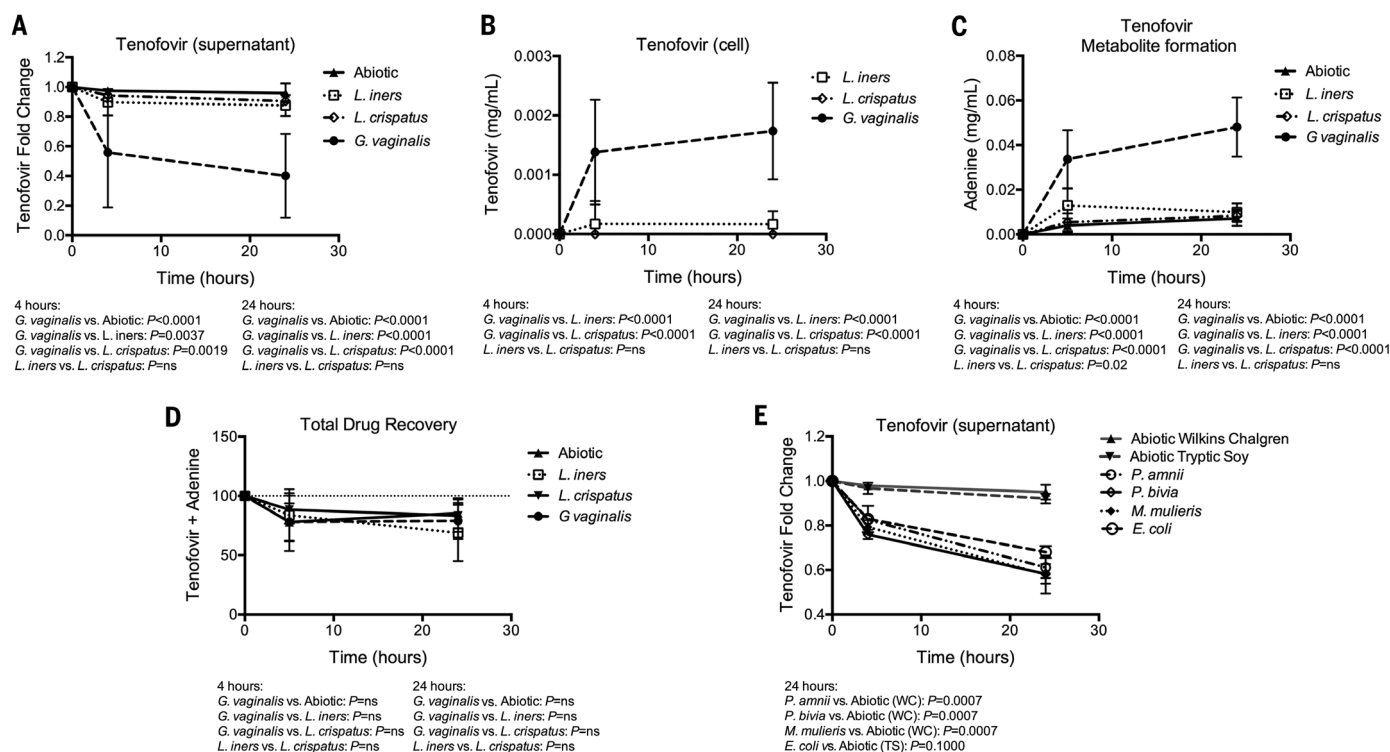 A
Tenofovir (supernatant)
Tenofovir Fold Change
1.2
1.0
0.8
0.6
0.4
0.2
0.0
0
10
20
30
Time (hours)
Abiotic
L. iners
L. crispatus
G. vaginalis
4 hours:
G. vaginalis vs. Abiotic: P<0.0001
G. vaginalis vs. L. iners: P=0.0037
G. vaginalis vs. L. crispatus: P=0.0019
L. iners vs. L. crispatus: P=ns
24 hours:
G. vaginalis vs. Abiotic: P<0.0001
G. vaginalis vs. L. iners: P<0.0001
G. vaginalis vs. L. crispatus: P<0.0001
L. iners vs. L. crispatus: P=ns
B
Tenofovir (cell)
Tenofovir (mg/mL)
0.003
0.002
0.001
0.000
0
10
20
30
Time (hours)
L. iners
L. crispatus
G. vaginalis
4 hours:
G. vaginalis vs. L. iners: P<0.0001
G. vaginalis vs. L. crispatus: P<0.0001
L. iners vs. L. crispatus: P=ns
24 hours:
G. vaginalis vs. L. iners: P<0.0001
G. vaginalis vs. L. crispatus: P<0.0001
L. iners vs. L. crispatus: P=ns
C
Tenofovir
Metabolite formation
Adenine (mg/mL)
0.08
0.06
0.04
0.02
0.00
0
10
20
30
Time (hours)
Abiotic
L. iners
L. crispatus
G vaginalis
4 hours:
G. vaginalis vs. Abiotic: P<0.0001
G. vaginalis vs. L. iners: P<0.0001
G. vaginalis vs. L. crispatus: P<0.0001
L. iners vs. L. crispatus: P=0.02
24 hours:
G. vaginalis vs. Abiotic: P<0.0001
G. vaginalis vs. L. iners: P<0.0001
G. vaginalis vs. L. crispatus: P<0.0001
L. iners vs. L. crispatus: P=ns
D
Total Drug Recovery
Tenofovir + Adenine
150
100
50
0
0
10
20
30
Time (hours)
Abiotic
L. iners
L. crispatus
G vaginalis
4 hours:
G. vaginalis vs. Abiotic: P=ns
G. vaginalis vs. L. iners: P=ns
G. vaginalis vs. L. crispatus: P=ns
L. iners vs. L. crispatus: P=ns
24 hours:
G. vaginalis vs. Abiotic: P=ns
G. vaginalis vs. L. iners: P=ns
G. vaginalis vs. L. crispatus: P=ns
L. iners vs. L. crispatus: P=ns
E
Tenofovir (supernatant)
Tenofovir Fold Change
1.2
1.0
0.8
0.6
0.4
0
10
20
30
Time (hours)
Abiotic Wilkins Chalgren
Abiotic Tryptic Soy
P. amnii
P. bivia
M. mulieris
E. coli
24 hours:
P. amnii vs. Abiotic (WC): P=0.0007
P. bivia vs. Abiotic (WC): P=0.0007
M. mulieris vs. Abiotic (WC): P=0.0007
E. coli vs. Abiotic (TS): P=0.1000